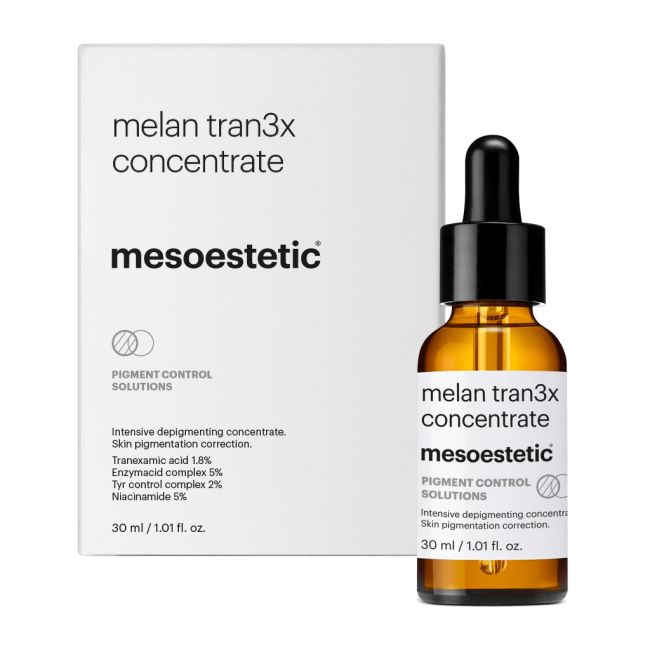 melan tran3x
concentrate
mesoestetic®
PIGMENT CONTROL
SOLUTIONS
Intensive depigmenting concentrate.
Skin pigmentation correction.
Tranexamic acid 1.8%
Enzymacid complex 5%
Tyr control complex 2%
Niacinamide 5%
30 ml / 1.01 fl. oz.
melan tran3x
concentrate
mesoestetic®
PIGMENT CONTROL
SOLUTIONS
Intensive depigmenting concentra
Skin pigmentation correction.
30 ml / 1.01 fl. oz.